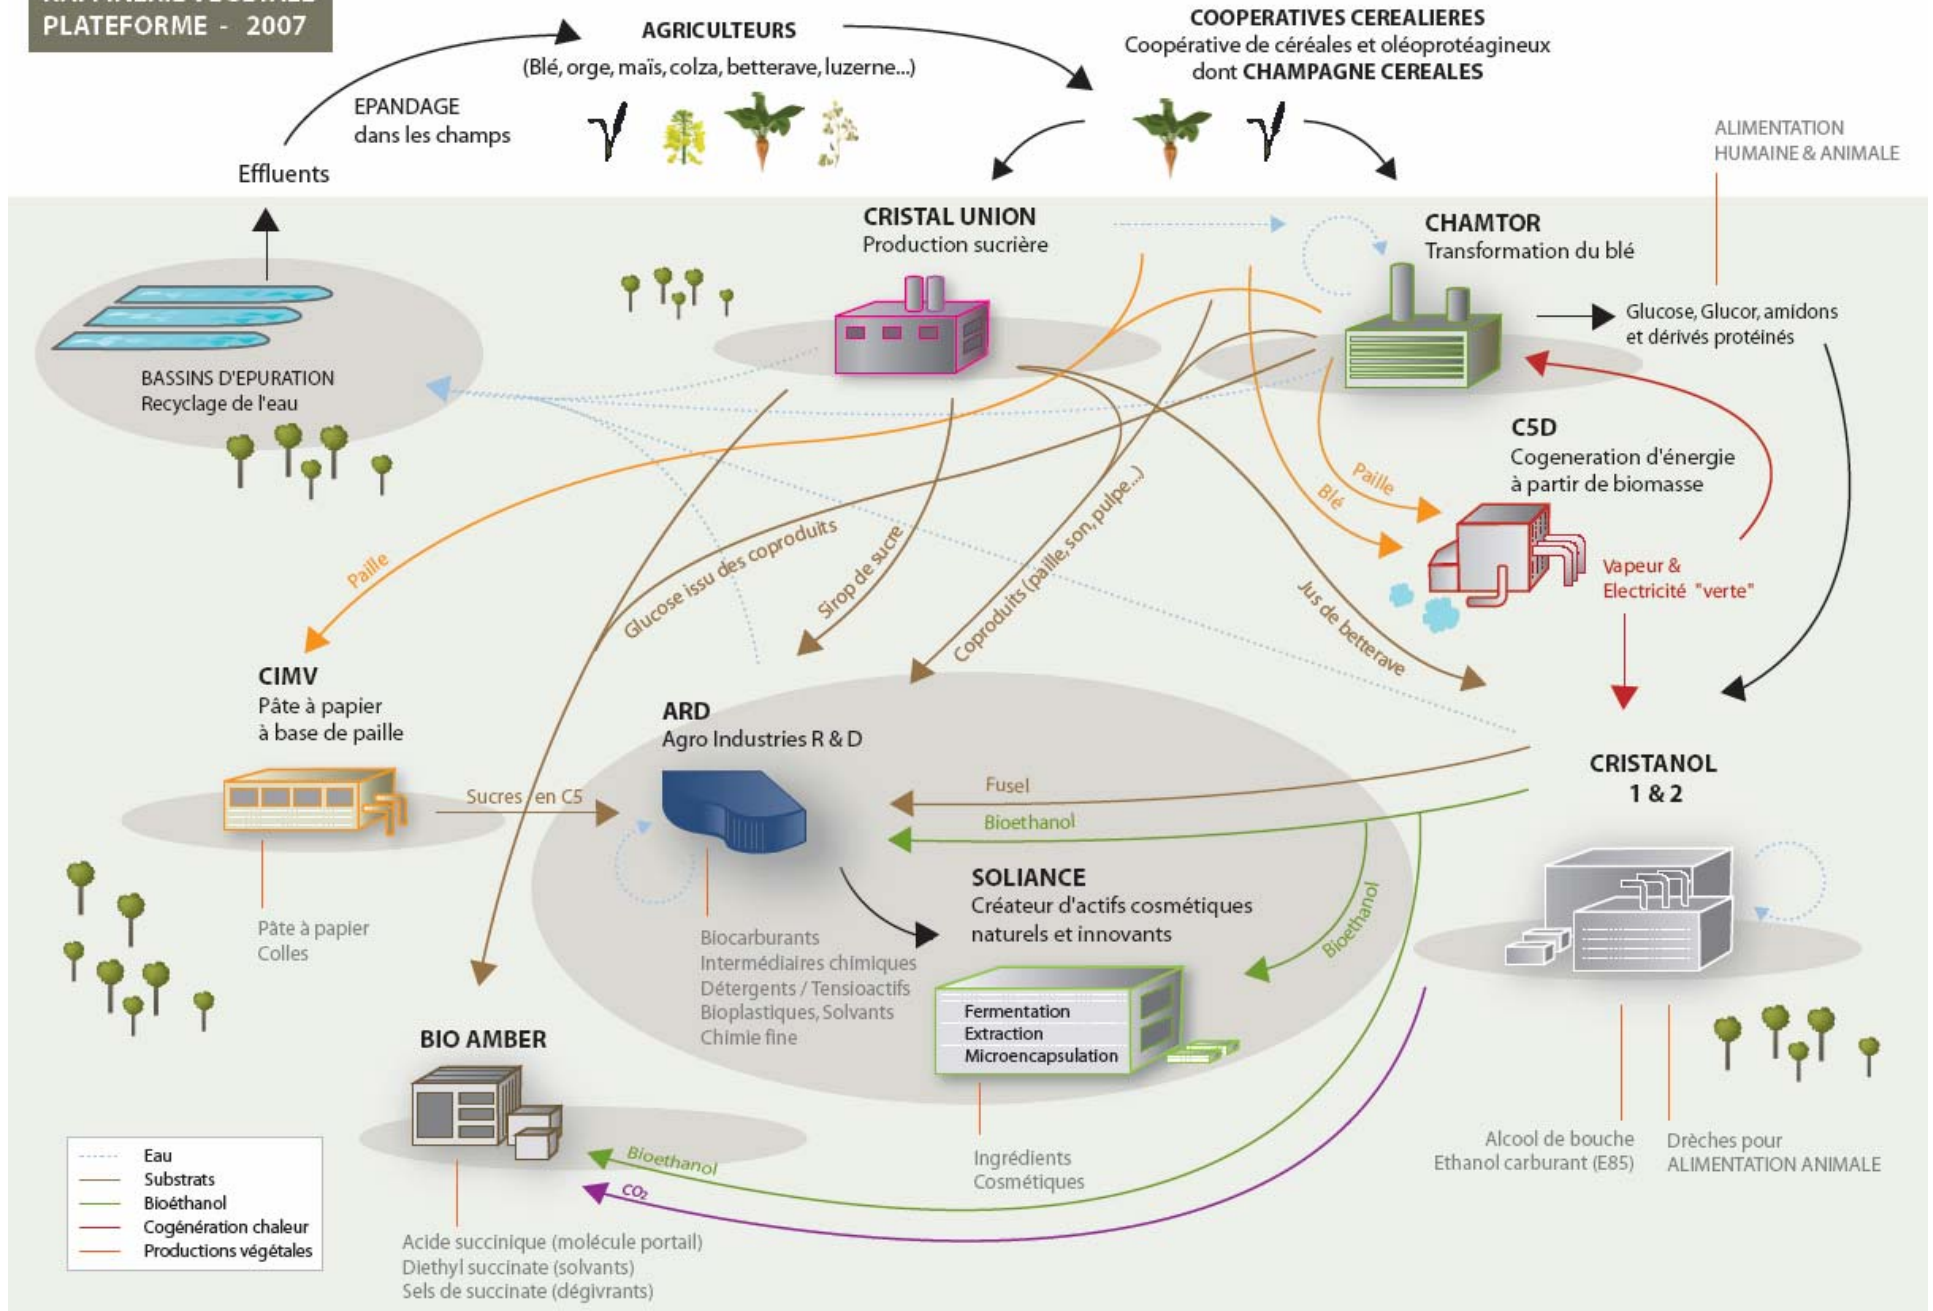 RAFFINERIE VEGETALE
PLATEFORME - 2007
AGRICULTEURS
(Blé, orge, maïs, colza, betterave, luzerne...)
COOPERATIVES CEREALIERES
Coopérative de céréales et oléoprotéagineux
dont CHAMPAGNE CEREALES
EPANDAGE
dans les champs
Effluents
ALIMENTATION
HUMAINE & ANIMALE
CRISTAL UNION
Production sucrière
CHAMTOR
Transformation du blé
Glucose, Glucor, amidons
et dérivés protéinés
BASSINS D'EPURATION
Recyclage de l'eau
C5D
Cogeneration d'énergie
à partir de biomasse
Paille
Blé
Vapeur &
Electricité "verte"
Paille
Glucose issu des coproduits
Sirop de sucre
Coproduits (paille, son, pulpe...)
Jus de betterave
CIMV
Pâte à papier
à base de paille
ARD
Agro Industries R & D
CRISTANOL
1 & 2
Sucres en C5
Fusel
Bioethanol
SOLIANCE
Créateur d'actifs cosmétiques
naturels et innovants
Bioethanol
Pâte à papier
Colles
Biocarburants
Intermédiaires chimiques
Détergents / Tensioactifs
Bioplastiques, Solvants
Chimie fine
Fermentation
Extraction
Microencapsulation
BIO AMBER
Bioethanol
CO₂
Ingrédients
Cosmétiques
Alcool de bouche
Ethanol carburant (E85)
Drèches pour
ALIMENTATION ANIMALE
Eau
Substrats
Bioéthanol
Cogénération chaleur
Productions végétales
Acide succinique (molécule portail)
Diethyl succinate (solvants)
Sels de succinate (dégivrants)